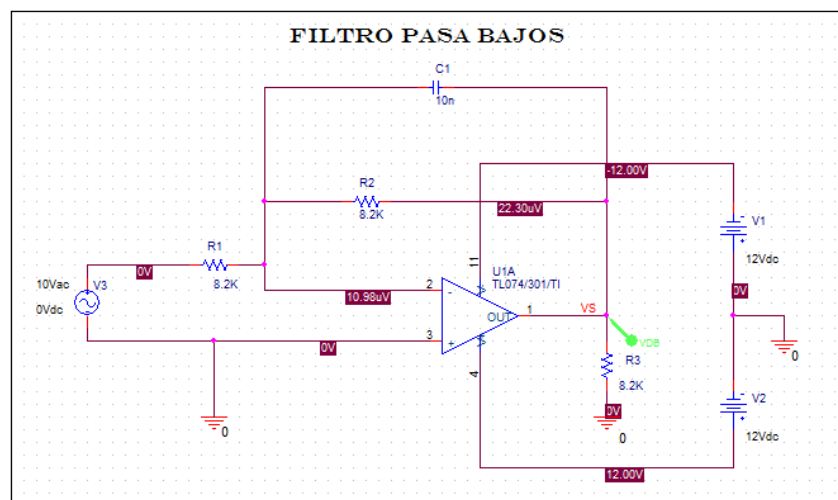 FILTRO PASA BAJOS
C1
10n
-12.00V
R2
8.2K
22.30uV
V1
12Vdc
R1
8.2K
0V
10Vac
V3
0Vdc
11
U1A
TL074/301/TI
2
-
10.98uV
OUT
1
VS
VDB
0V
3
+
0V
4
R3
8.2K
0V
0
0
0
V2
12Vdc
12.00V